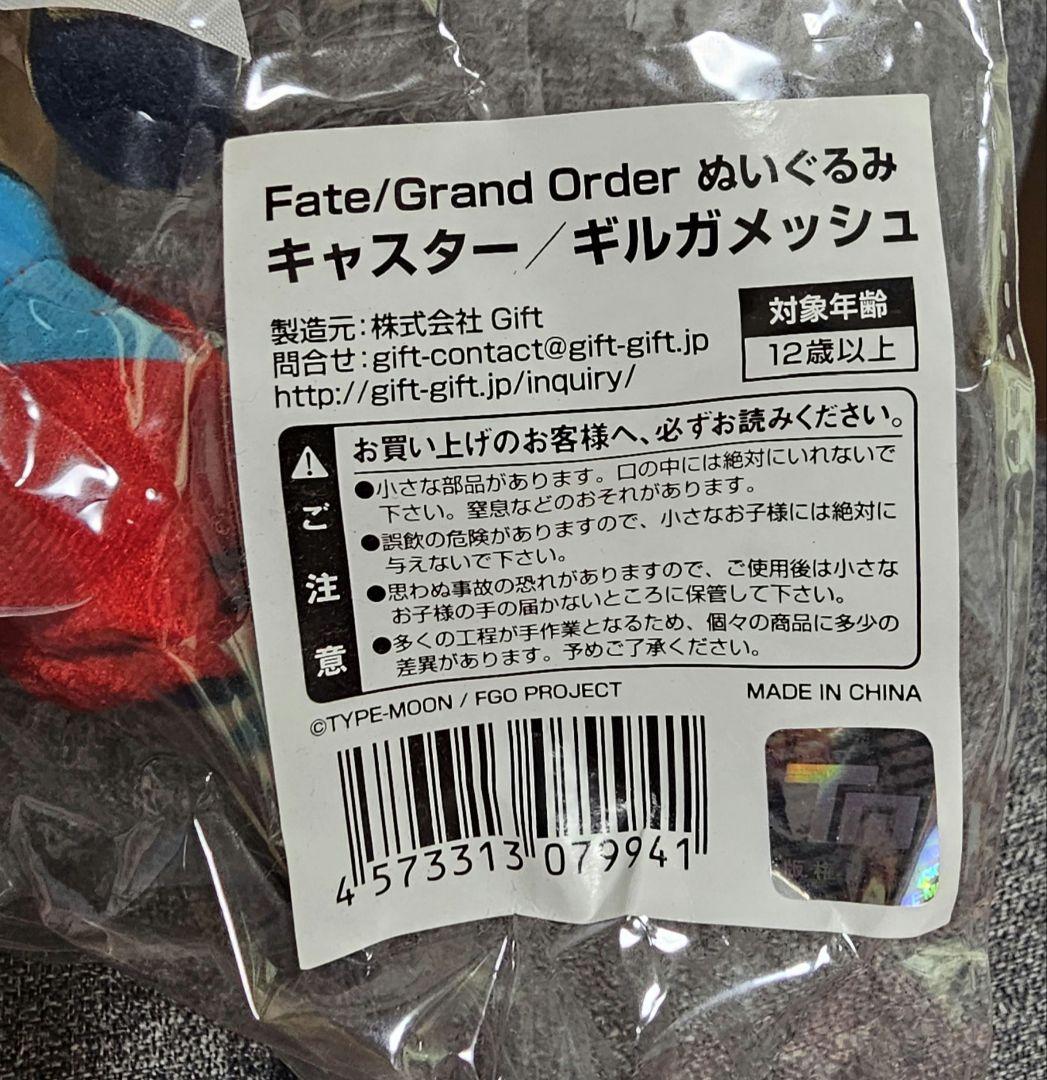 Fate/Grand Order ぬいぐるみ
キャスター／ギルガメッシュ
製造元：株式会社 Gift
問合せ：gift-contact@gift-gift.jp
http://gift-gift.jp/inquiry/
対象年齢
12歳以上
ご注意
お買い上げのお客様へ、必ずお読みください。
●小さな部品があります。口の中には絶対にいれないで
下さい。窒息などのおそれがあります。
●誤飲の危険がありますので、小さなお子様には絶対に
与えないで下さい。
●思わぬ事故の恐れがありますので、ご使用後は小さな
お子様の手の届かないところに保管して下さい。
●多くの工程が手作業となるため、個々の商品に多少の
差異があります。予めご了承ください。
©TYPE-MOON / FGO PROJECT
MADE IN CHINA
4 573313 079941
版権